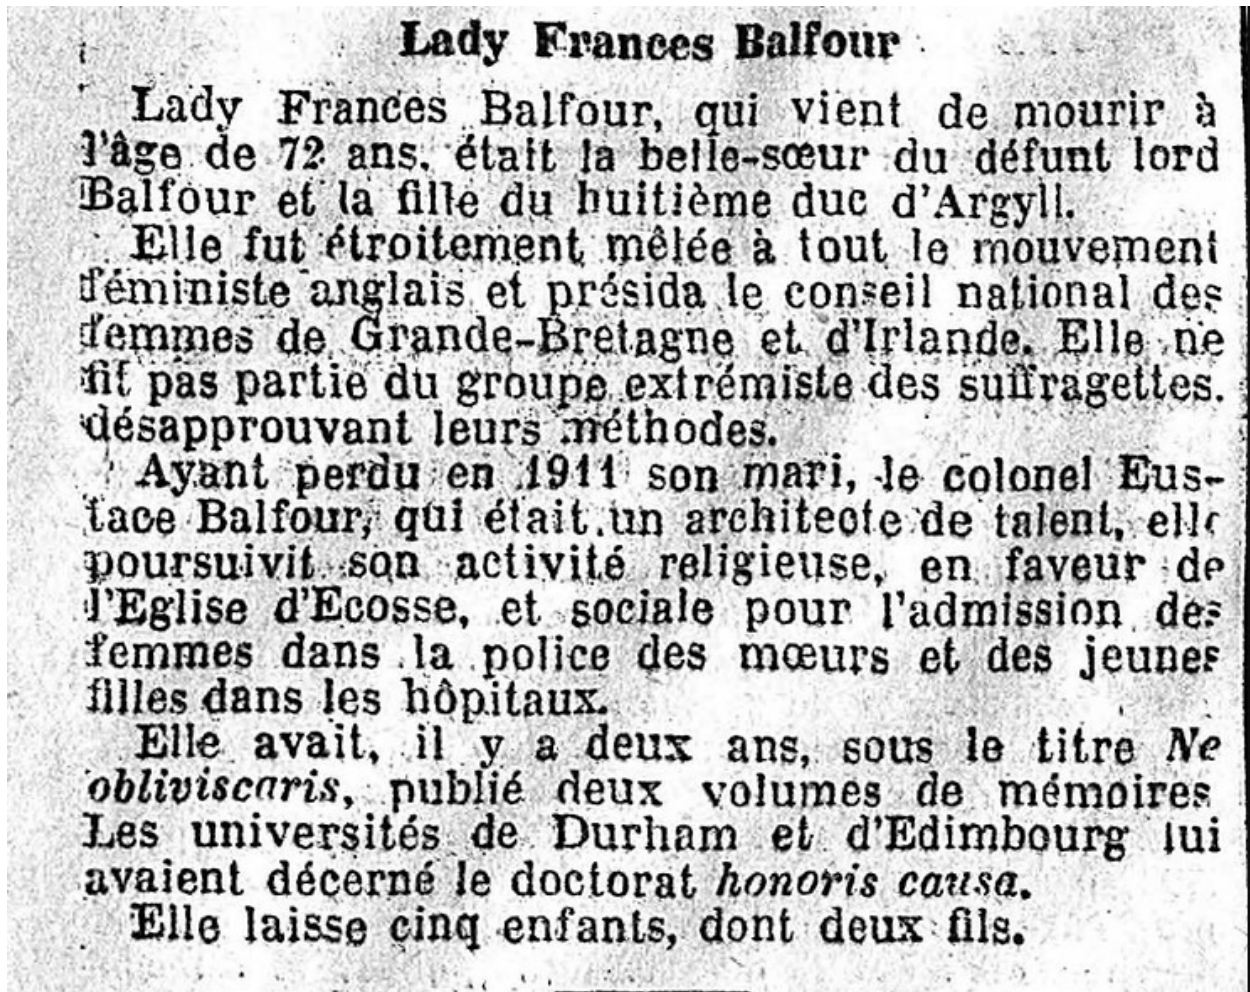 Lady Frances Balfour
Lady Frances Balfour, qui vient de mourir à
l'âge de 72 ans, était la belle-sœur du défunt lord
Balfour et la fille du huitième duc d'Argyll.
Elle fut étroitement mêlée à tout le mouvement
féministe anglais et présida le conseil national des
femmes de Grande-Bretagne et d'Irlande. Elle ne
fit pas partie du groupe extrémiste des suffragettes,
désapprouvant leurs méthodes.
Ayant perdu en 1911 son mari, le colonel Eus-
tace Balfour, qui était un architecte de talent, elle
poursuivit son activité religieuse, en faveur de
l'Eglise d'Ecosse, et sociale pour l'admission des
femmes dans la police des mœurs et des jeunes
filles dans les hôpitaux.
Elle avait, il y a deux ans, sous le titre Ne
obliviscaris, publié deux volumes de mémoires
Les universités de Durham et d'Edimbourg lui
avaient décerné le doctorat honoris causa.
Elle laisse cinq enfants, dont deux fils.